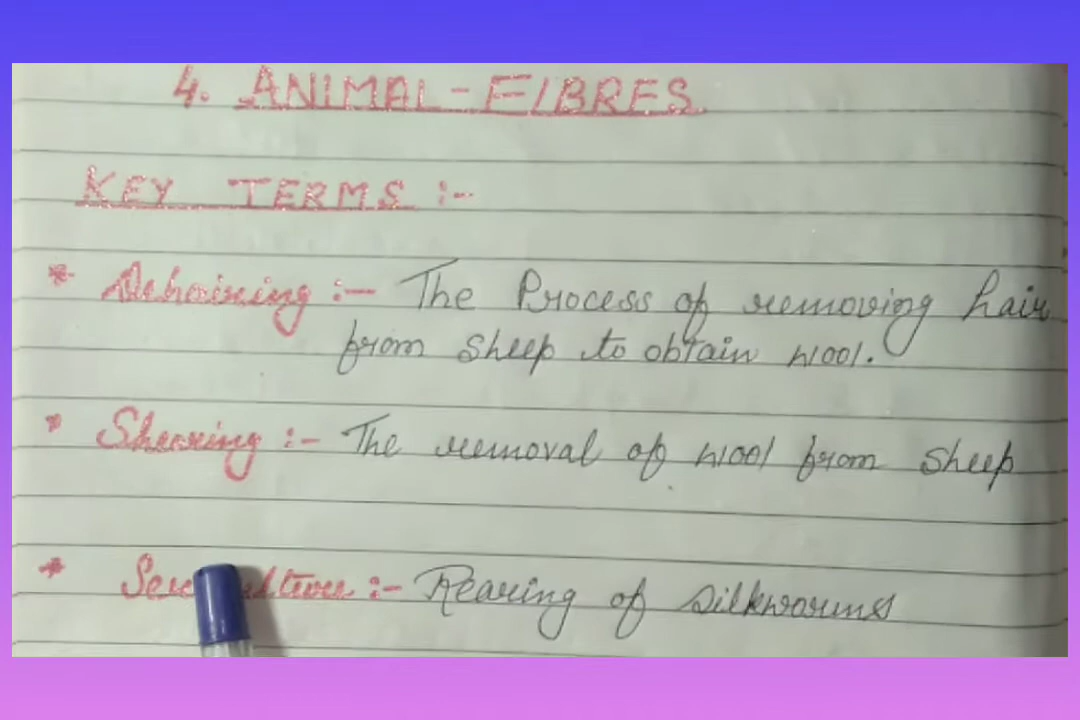 4. ANIMAL-FIBRES.
KEY TERMS :-
* Dehairing :- The Process of removing hair
from sheep to obtain wool.
* Shearing :- The removal of wool from sheep
* :- Rearing of silkworms